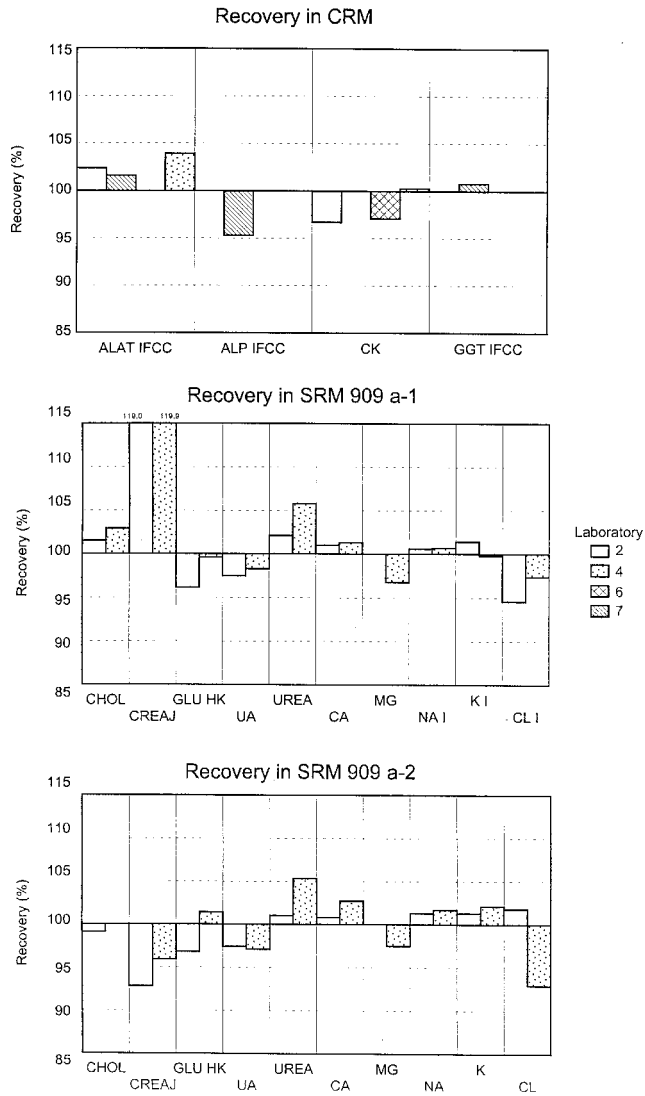 Recovery in CRM
115
110
105
100
95
90
85
Recovery (%)
ALAT IFCC ALP IFCC CK GGT IFCC
Recovery in SRM 909 a-1
115
110
105
100
95
90
85
Recovery (%)
119,0 119,9
CHOL GLU HK UREA MG K I
CREAJ UA CA NA I CL I
Laboratory
2
4
6
7
Recovery in SRM 909 a-2
115
110
105
100
95
90
85
Recovery (%)
CHOL GLU HK UREA MG K
CREAJ UA CA NA CL